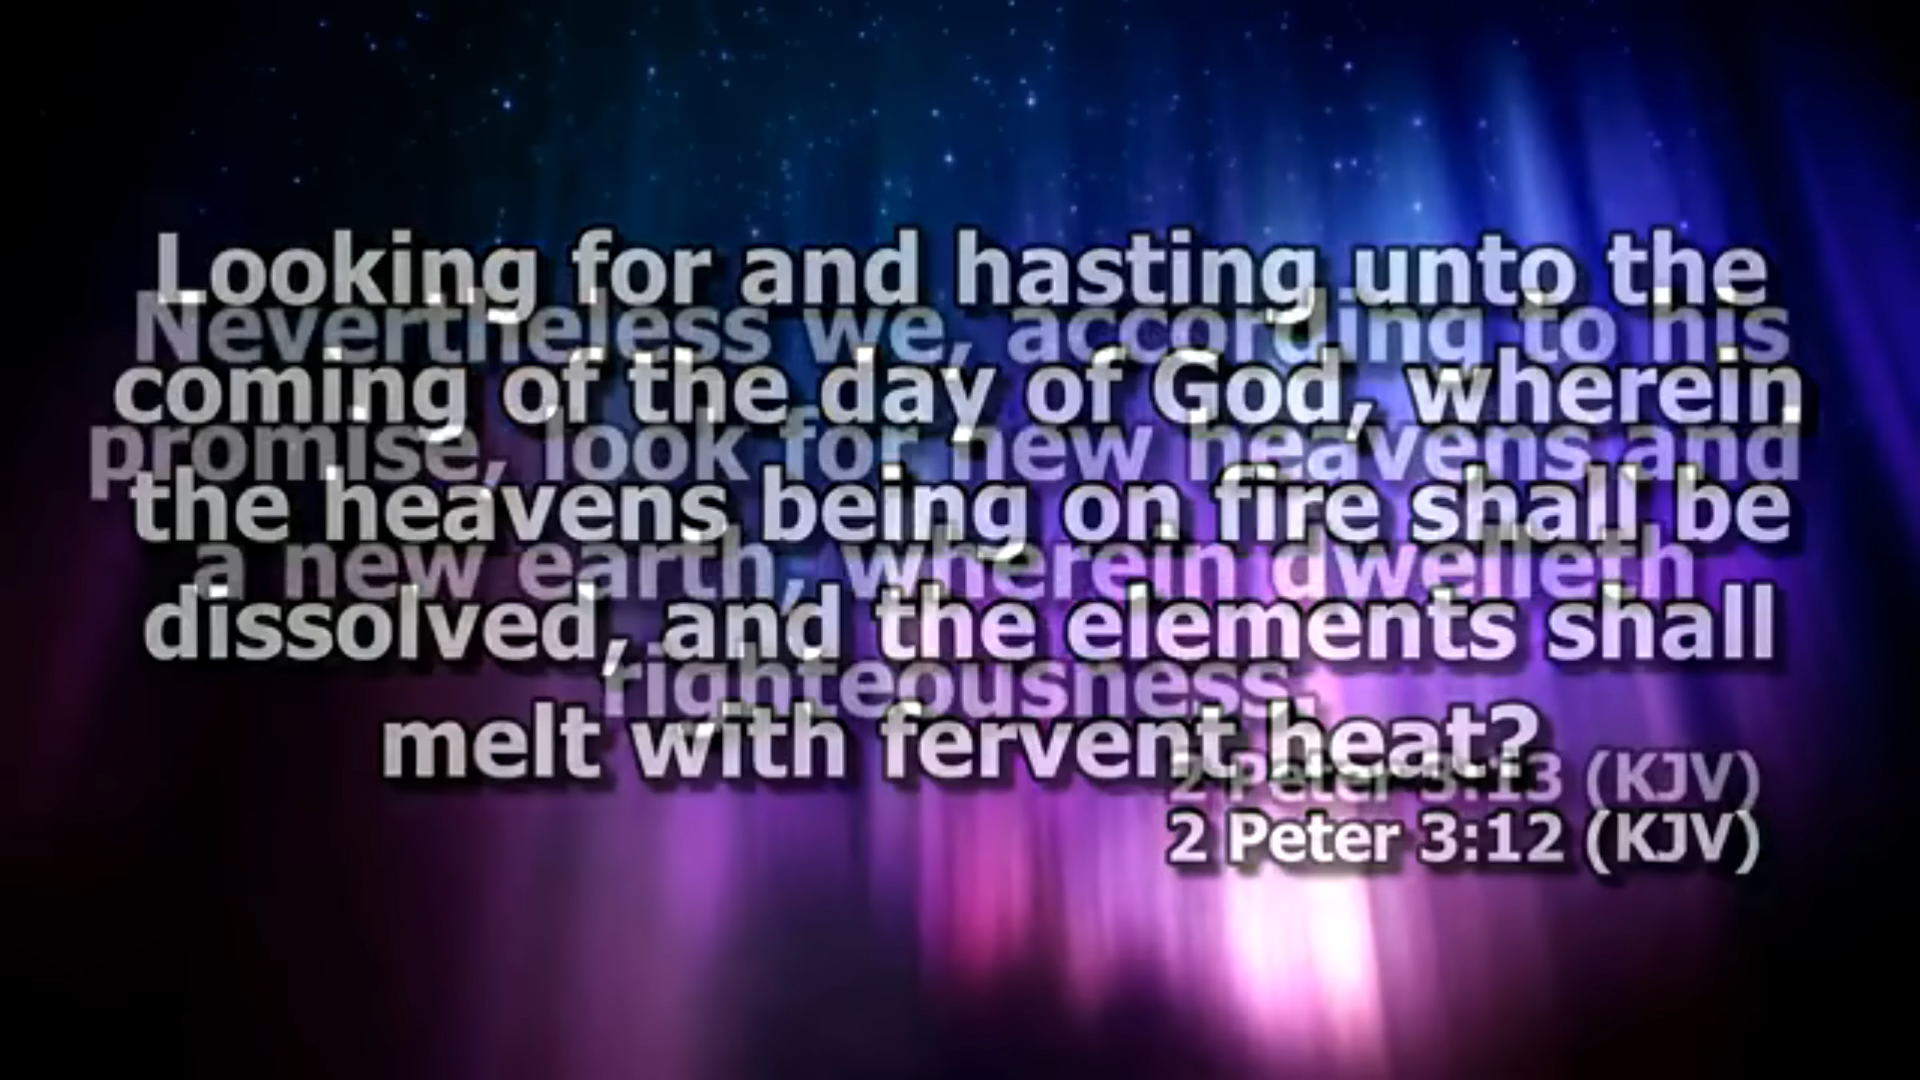 Looking for and hasting unto the
coming of the day of God, wherein
the heavens being on fire shall be
dissolved, and the elements shall
melt with fervent heat?
2 Peter 3:12 (KJV)
Nevertheless we, according to his
promise, look for new heavens and
a new earth, wherein dwelleth
righteousness.
2 Peter 3:13 (KJV)